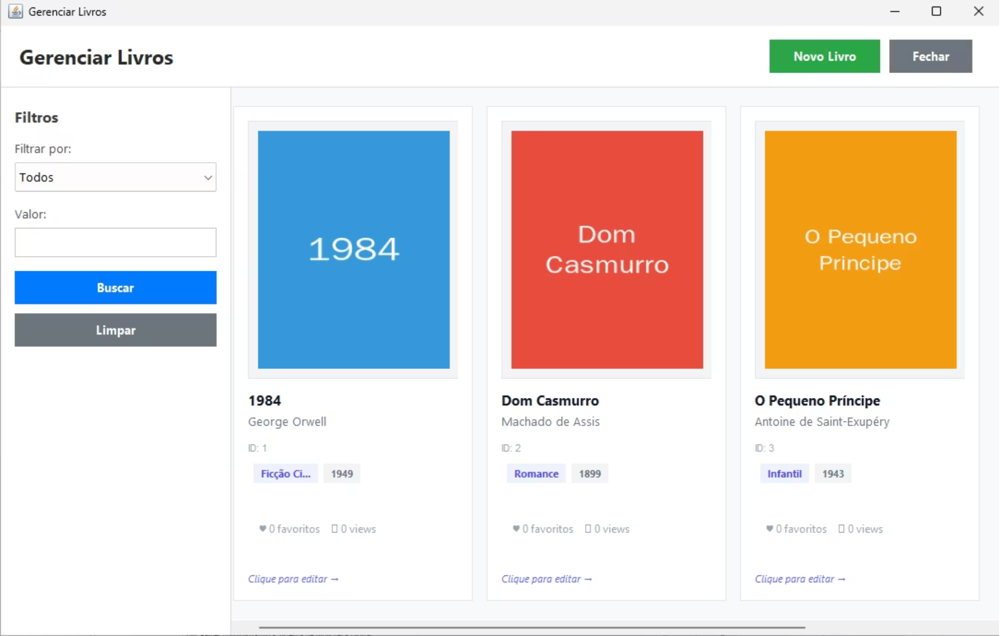 Gerenciar Livros
Gerenciar Livros
Novo Livro
Fechar
Filtros
Filtrar por:
Todos
Valor:
Buscar
Limpar
1984
1984
George Orwell
ID: 1
Ficção Ci... 1949
♥ 0 favoritos 0 views
Clique para editar →
Dom
Casmurro
Dom Casmurro
Machado de Assis
ID: 2
Romance 1899
♥ 0 favoritos 0 views
Clique para editar →
O Pequeno
Principe
O Pequeno Príncipe
Antoine de Saint-Exupéry
ID: 3
Infantil 1943
♥ 0 favoritos 0 views
Clique para editar →